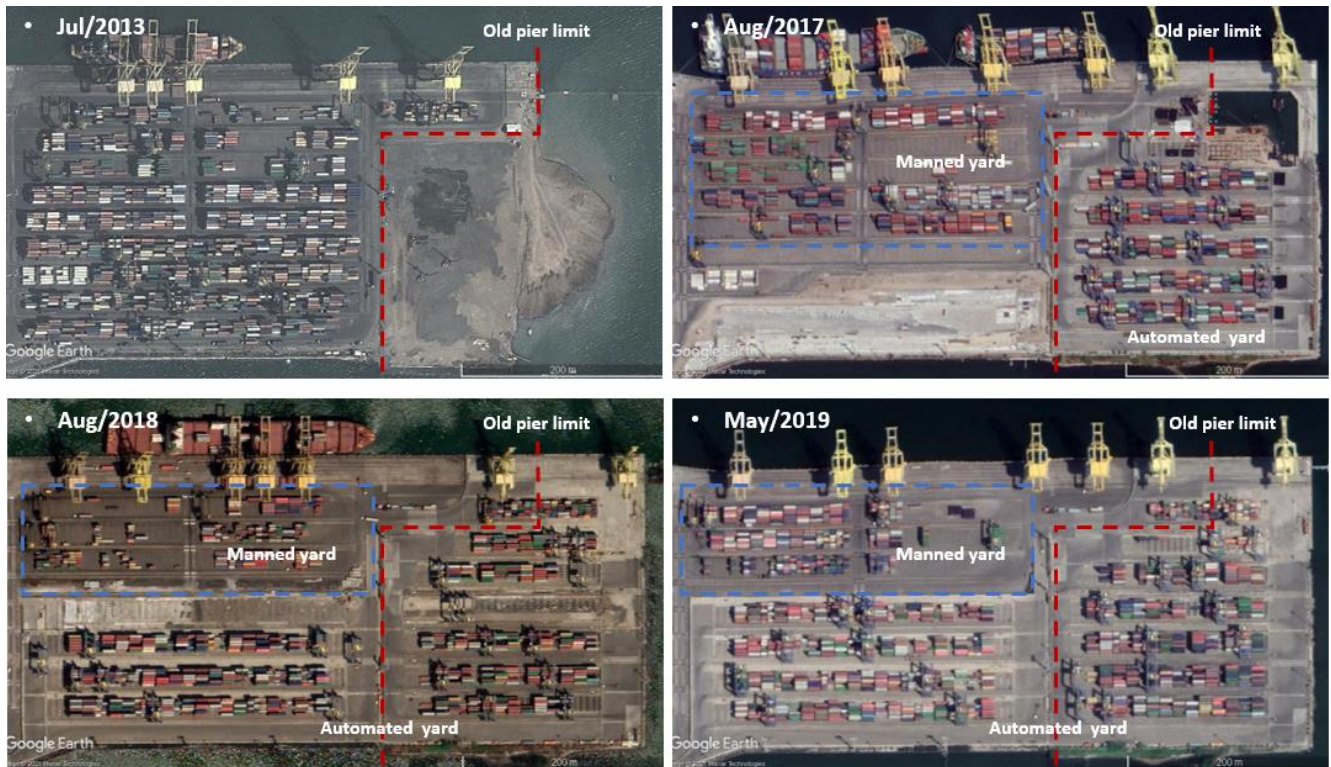 • Jul/2013
Old pier limit
Google Earth
200 m
• Aug/2017
Old pier limit
Manned yard
Automated yard
Google Earth
200 m
• Aug/2018
Old pier limit
Manned yard
Automated yard
Google Earth
200 m
• May/2019
Old pier limit
Manned yard
Automated yard
Google Earth
200 m